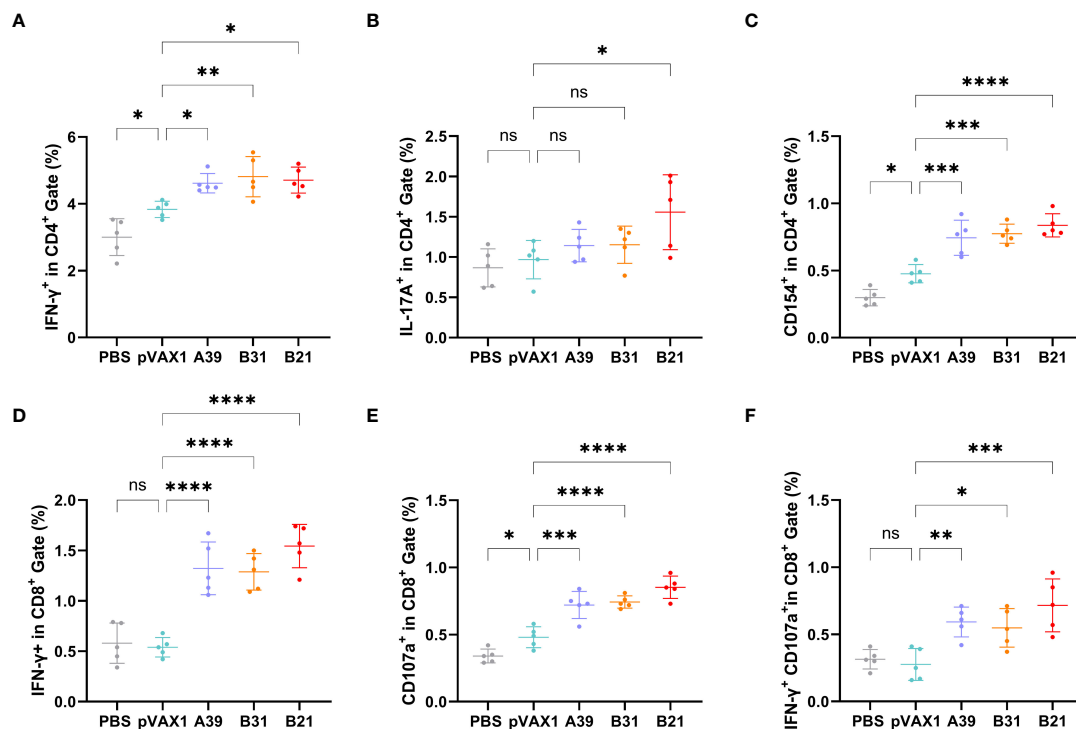 A
B
C
*
**
*
*
IFN-γ⁺ in CD4⁺ Gate (%)
6
4
2
0
PBS pVAX1 A39 B31 B21
*
ns
ns
ns
IL-17A⁺ in CD4⁺ Gate (%)
2.5
2.0
1.5
1.0
0.5
0.0
PBS pVAX1 A39 B31 B21
****
***
*
***
CD154⁺ in CD4⁺ Gate (%)
1.5
1.0
0.5
0.0
PBS pVAX1 A39 B31 B21
D
E
F
****
****
ns
****
IFN-γ+ in CD8⁺ Gate (%)
2.0
1.5
1.0
0.5
0.0
PBS pVAX1 A39 B31 B21
****
****
*
***
CD107a⁺ in CD8⁺ Gate (%)
1.5
1.0
0.5
0.0
PBS pVAX1 A39 B31 B21
***
*
ns
**
IFN-γ⁺ CD107a⁺in CD8⁺ Gate (%)
1.5
1.0
0.5
0.0
PBS pVAX1 A39 B31 B21